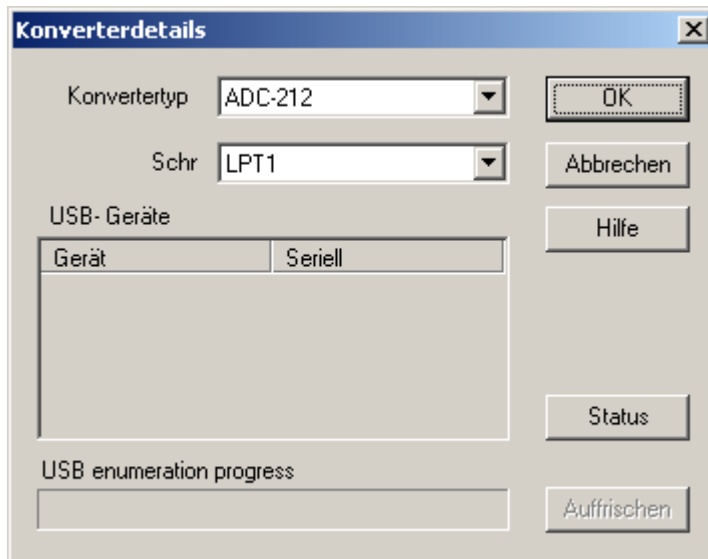 Konverterdetails
Konvertertyp ADC-212 OK
Schr LPT1 Abbrechen
USB- Geräte
Hilfe
Gerät Seriell
Status
USB enumeration progress
Auffrischen